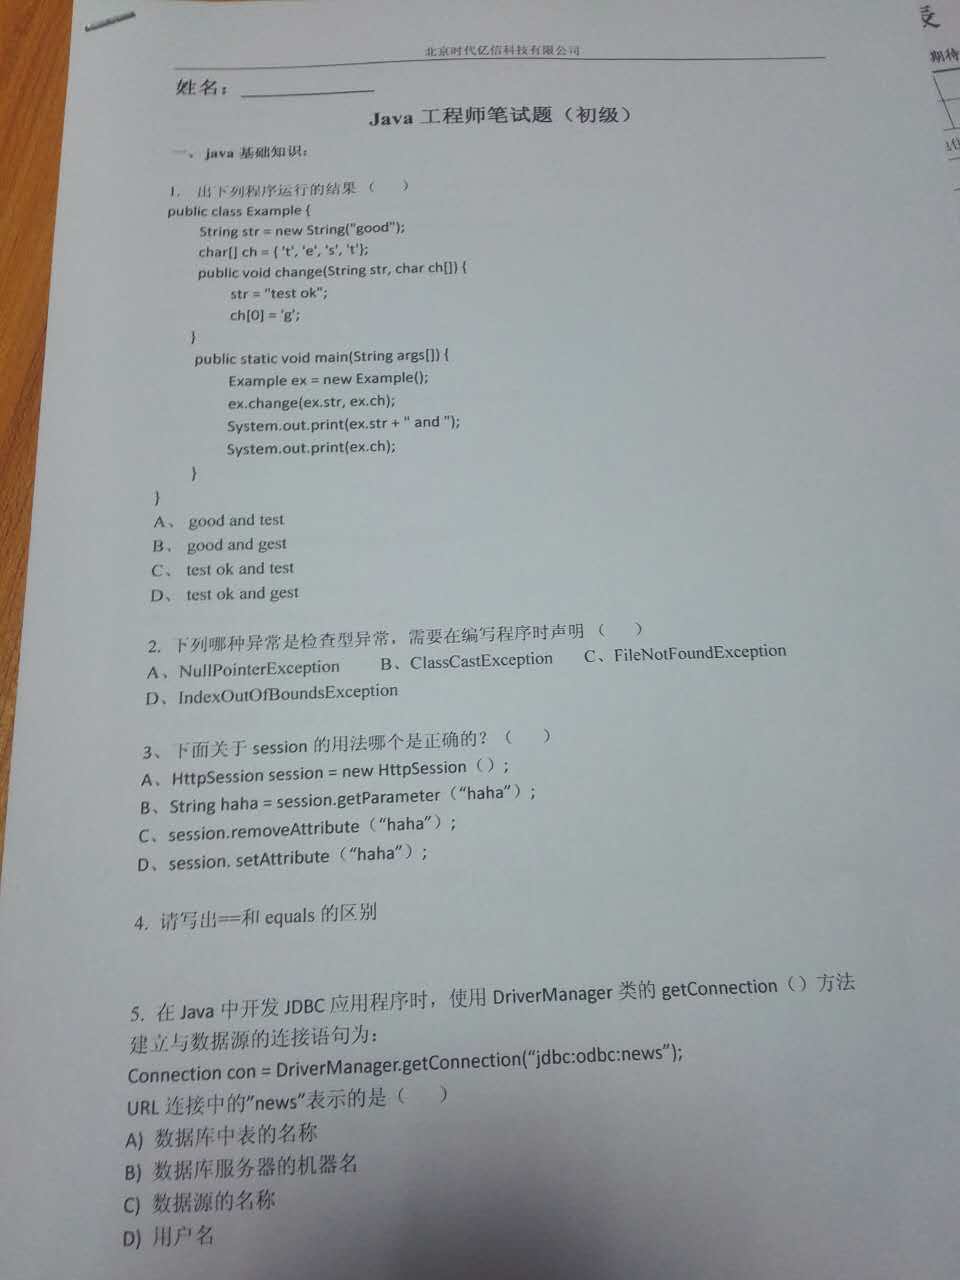 北京时代亿信科技有限公司
姓名：
Java 工程师笔试题（初级）
一、java 基础知识：
1. 出下列程序运行的结果（ ）
public class Example {
String str = new String("good");
char[] ch = { 't', 'e', 's', 't'};
public void change(String str, char ch[]) {
str = "test ok";
ch[0] = 'g';
}
public static void main(String args[]) {
Example ex = new Example();
ex.change(ex.str, ex.ch);
System.out.print(ex.str + " and ");
System.out.print(ex.ch);
}
}
A、 good and test
B、 good and gest
C、 test ok and test
D、 test ok and gest
2. 下列哪种异常是检查型异常，需要在编写程序时声明（ ）
A、NullPointerException B、ClassCastException C、FileNotFoundException
D、IndexOutOfBoundsException
3、下面关于 session 的用法哪个是正确的？（ ）
A、HttpSession session = new HttpSession（）;
B、String haha = session.getParameter（“haha”）;
C、session.removeAttribute（“haha”）;
D、session. setAttribute（“haha”）;
4. 请写出==和 equals 的区别
5. 在 Java 中开发 JDBC 应用程序时，使用 DriverManager 类的 getConnection（）方法
建立与数据源的连接语句为：
Connection con = DriverManager.getConnection(“jdbc:odbc:news”);
URL 连接中的”news”表示的是（ ）
A) 数据库中表的名称
B) 数据库服务器的机器名
C) 数据源的名称
D) 用户名
期待